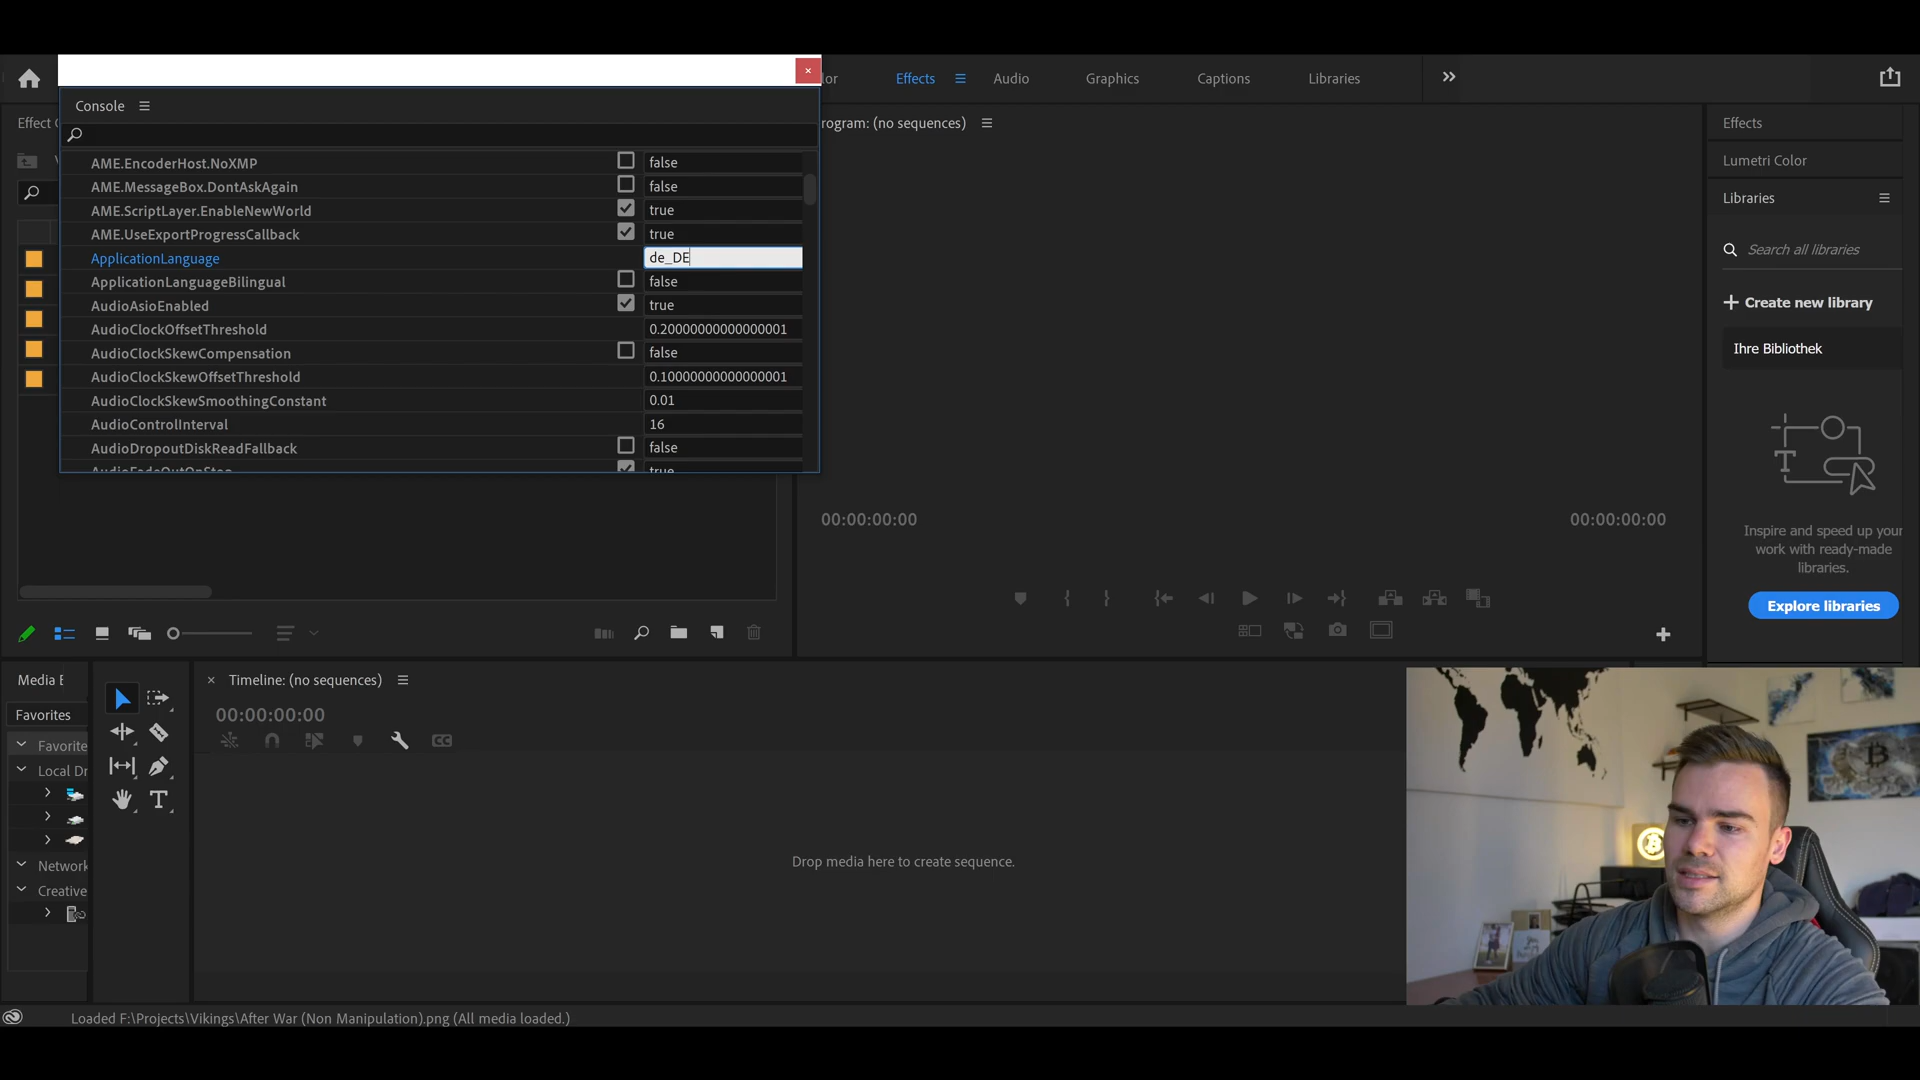 lor
Effects
Audio
Graphics
Captions
Libraries
Console
AME.EncoderHost.NoXMP false
AME.MessageBox.DontAskAgain false
AME.ScriptLayer.EnableNewWorld true
AME.UseExportProgressCallback true
ApplicationLanguage de_DE
ApplicationLanguageBilingual false
AudioAsioEnabled true
AudioClockOffsetThreshold 0.20000000000000001
AudioClockSkewCompensation false
AudioClockSkewOffsetThreshold 0.10000000000000001
AudioClockSkewSmoothingConstant 0.01
AudioControlInterval 16
AudioDropoutDiskReadFallback false
AudioFadeOutOnStop true
Effect
rogram: (no sequences)
00:00:00:00
00:00:00:00
Effects
Lumetri Color
Libraries
Search all libraries
Create new library
Ihre Bibliothek
Inspire and speed up your
work with ready-made
libraries.
Explore libraries
Media
Favorites
Favorite
Local Dr
Network
Creative
Timeline: (no sequences)
00:00:00:00
CC
Drop media here to create sequence.
Loaded F:\Projects\Vikings\After War (Non Manipulation).png (All media loaded.)